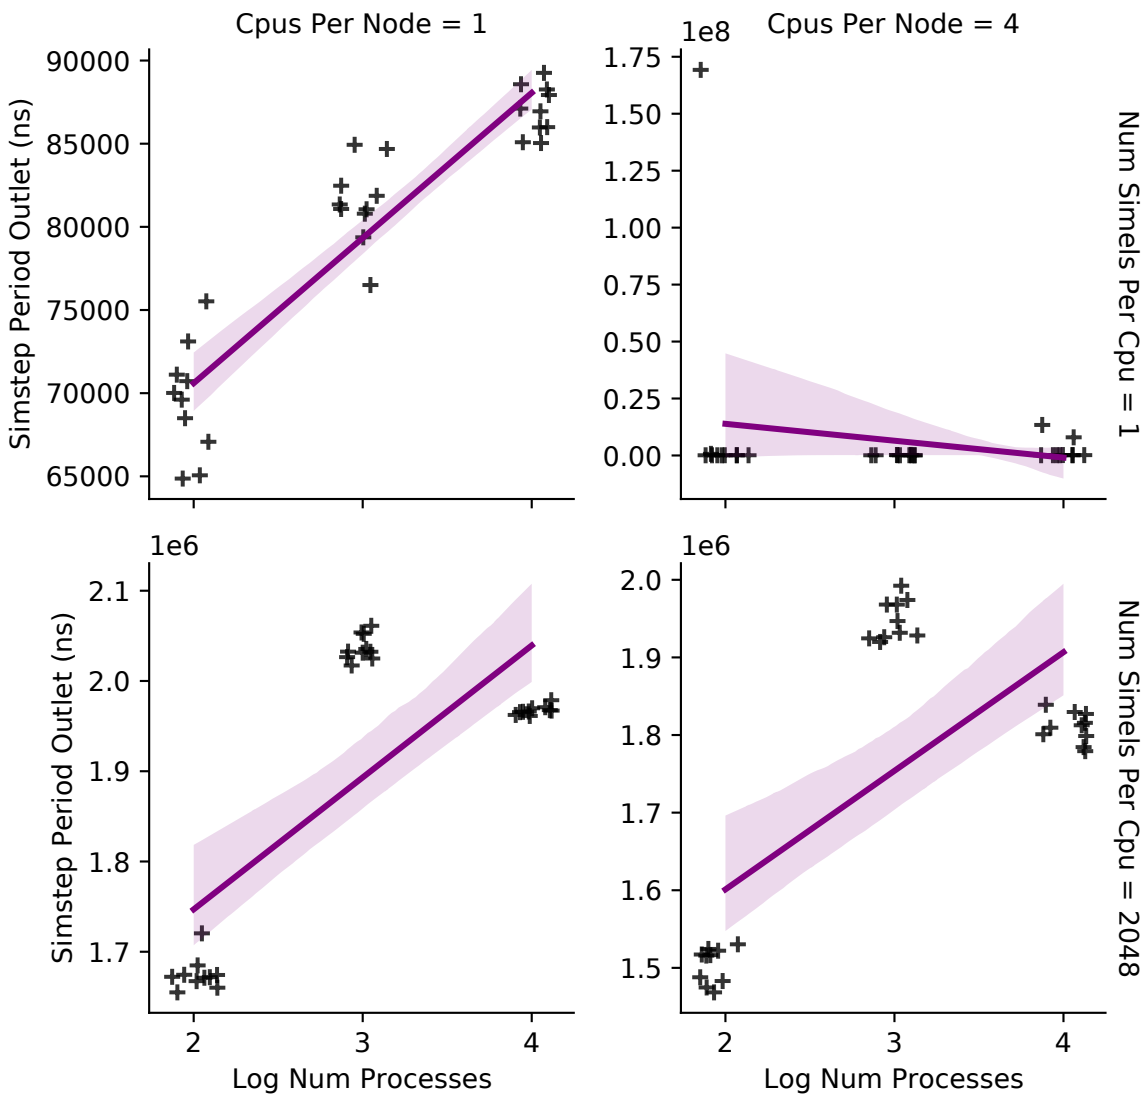 Cpus Per Node = 1
Cpus Per Node = 4
Simstep Period Outlet (ns)
90000
85000
80000
75000
70000
65000
1e8
1.75
1.50
1.25
1.00
0.75
0.50
0.25
0.00
Num Simels Per Cpu = 1
Simstep Period Outlet (ns)
1e6
2.1
2.0
1.9
1.8
1.7
2
3
4
Log Num Processes
1e6
2.0
1.9
1.8
1.7
1.6
1.5
2
3
4
Log Num Processes
Num Simels Per Cpu = 2048